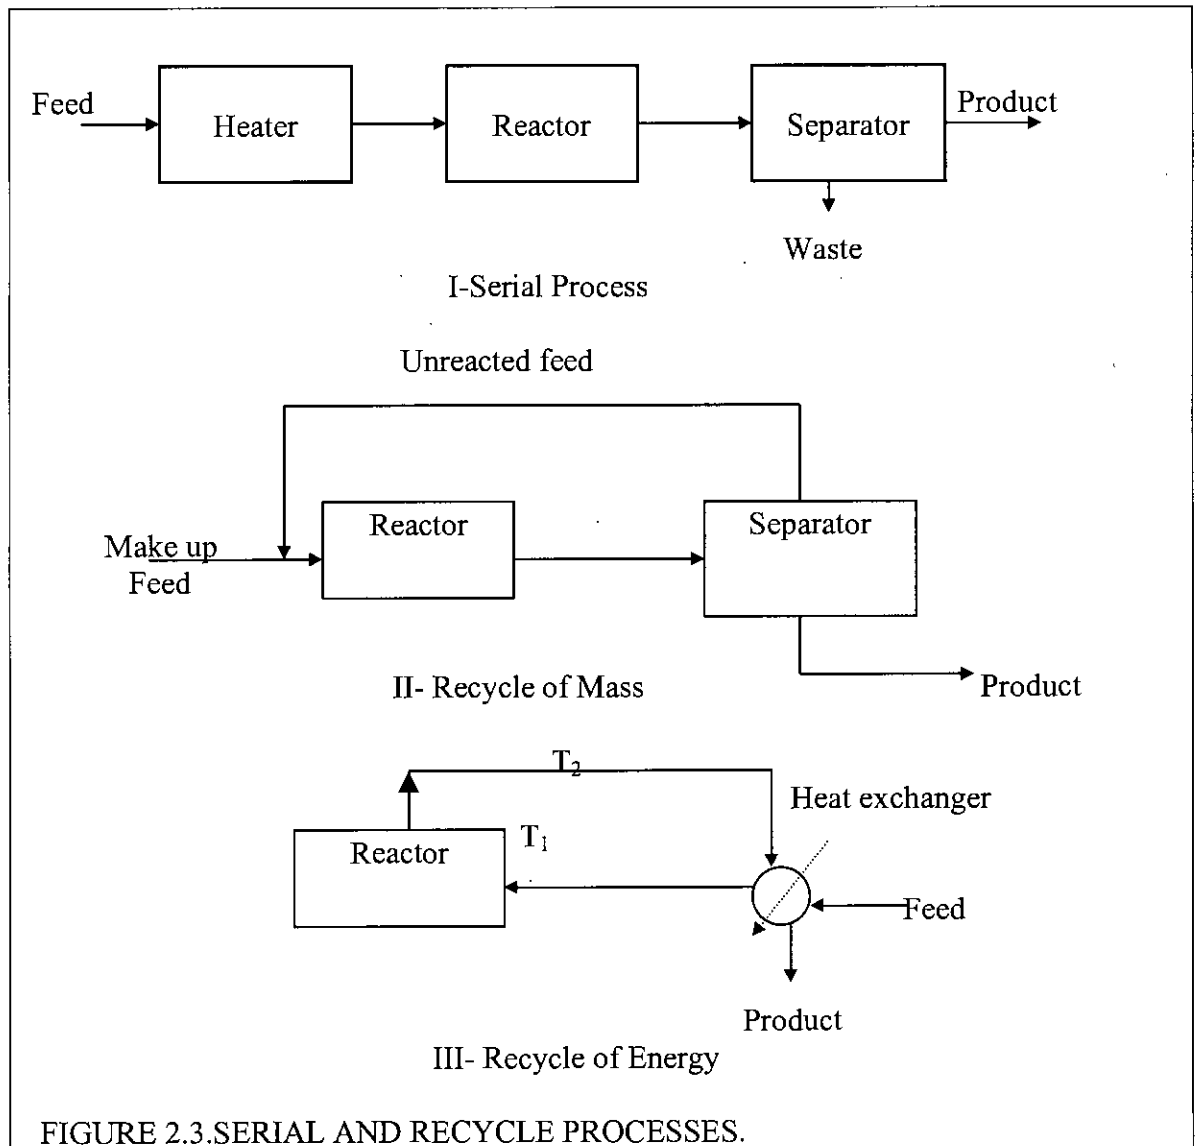 Feed
Heater
Reactor
Separator
Product
Waste
I-Serial Process
Unreacted feed
Make up
Feed
Reactor
Separator
II- Recycle of Mass
Product
T₂
Heat exchanger
Reactor
T₁
Feed
Product
III- Recycle of Energy
FIGURE 2.3.SERIAL AND RECYCLE PROCESSES.